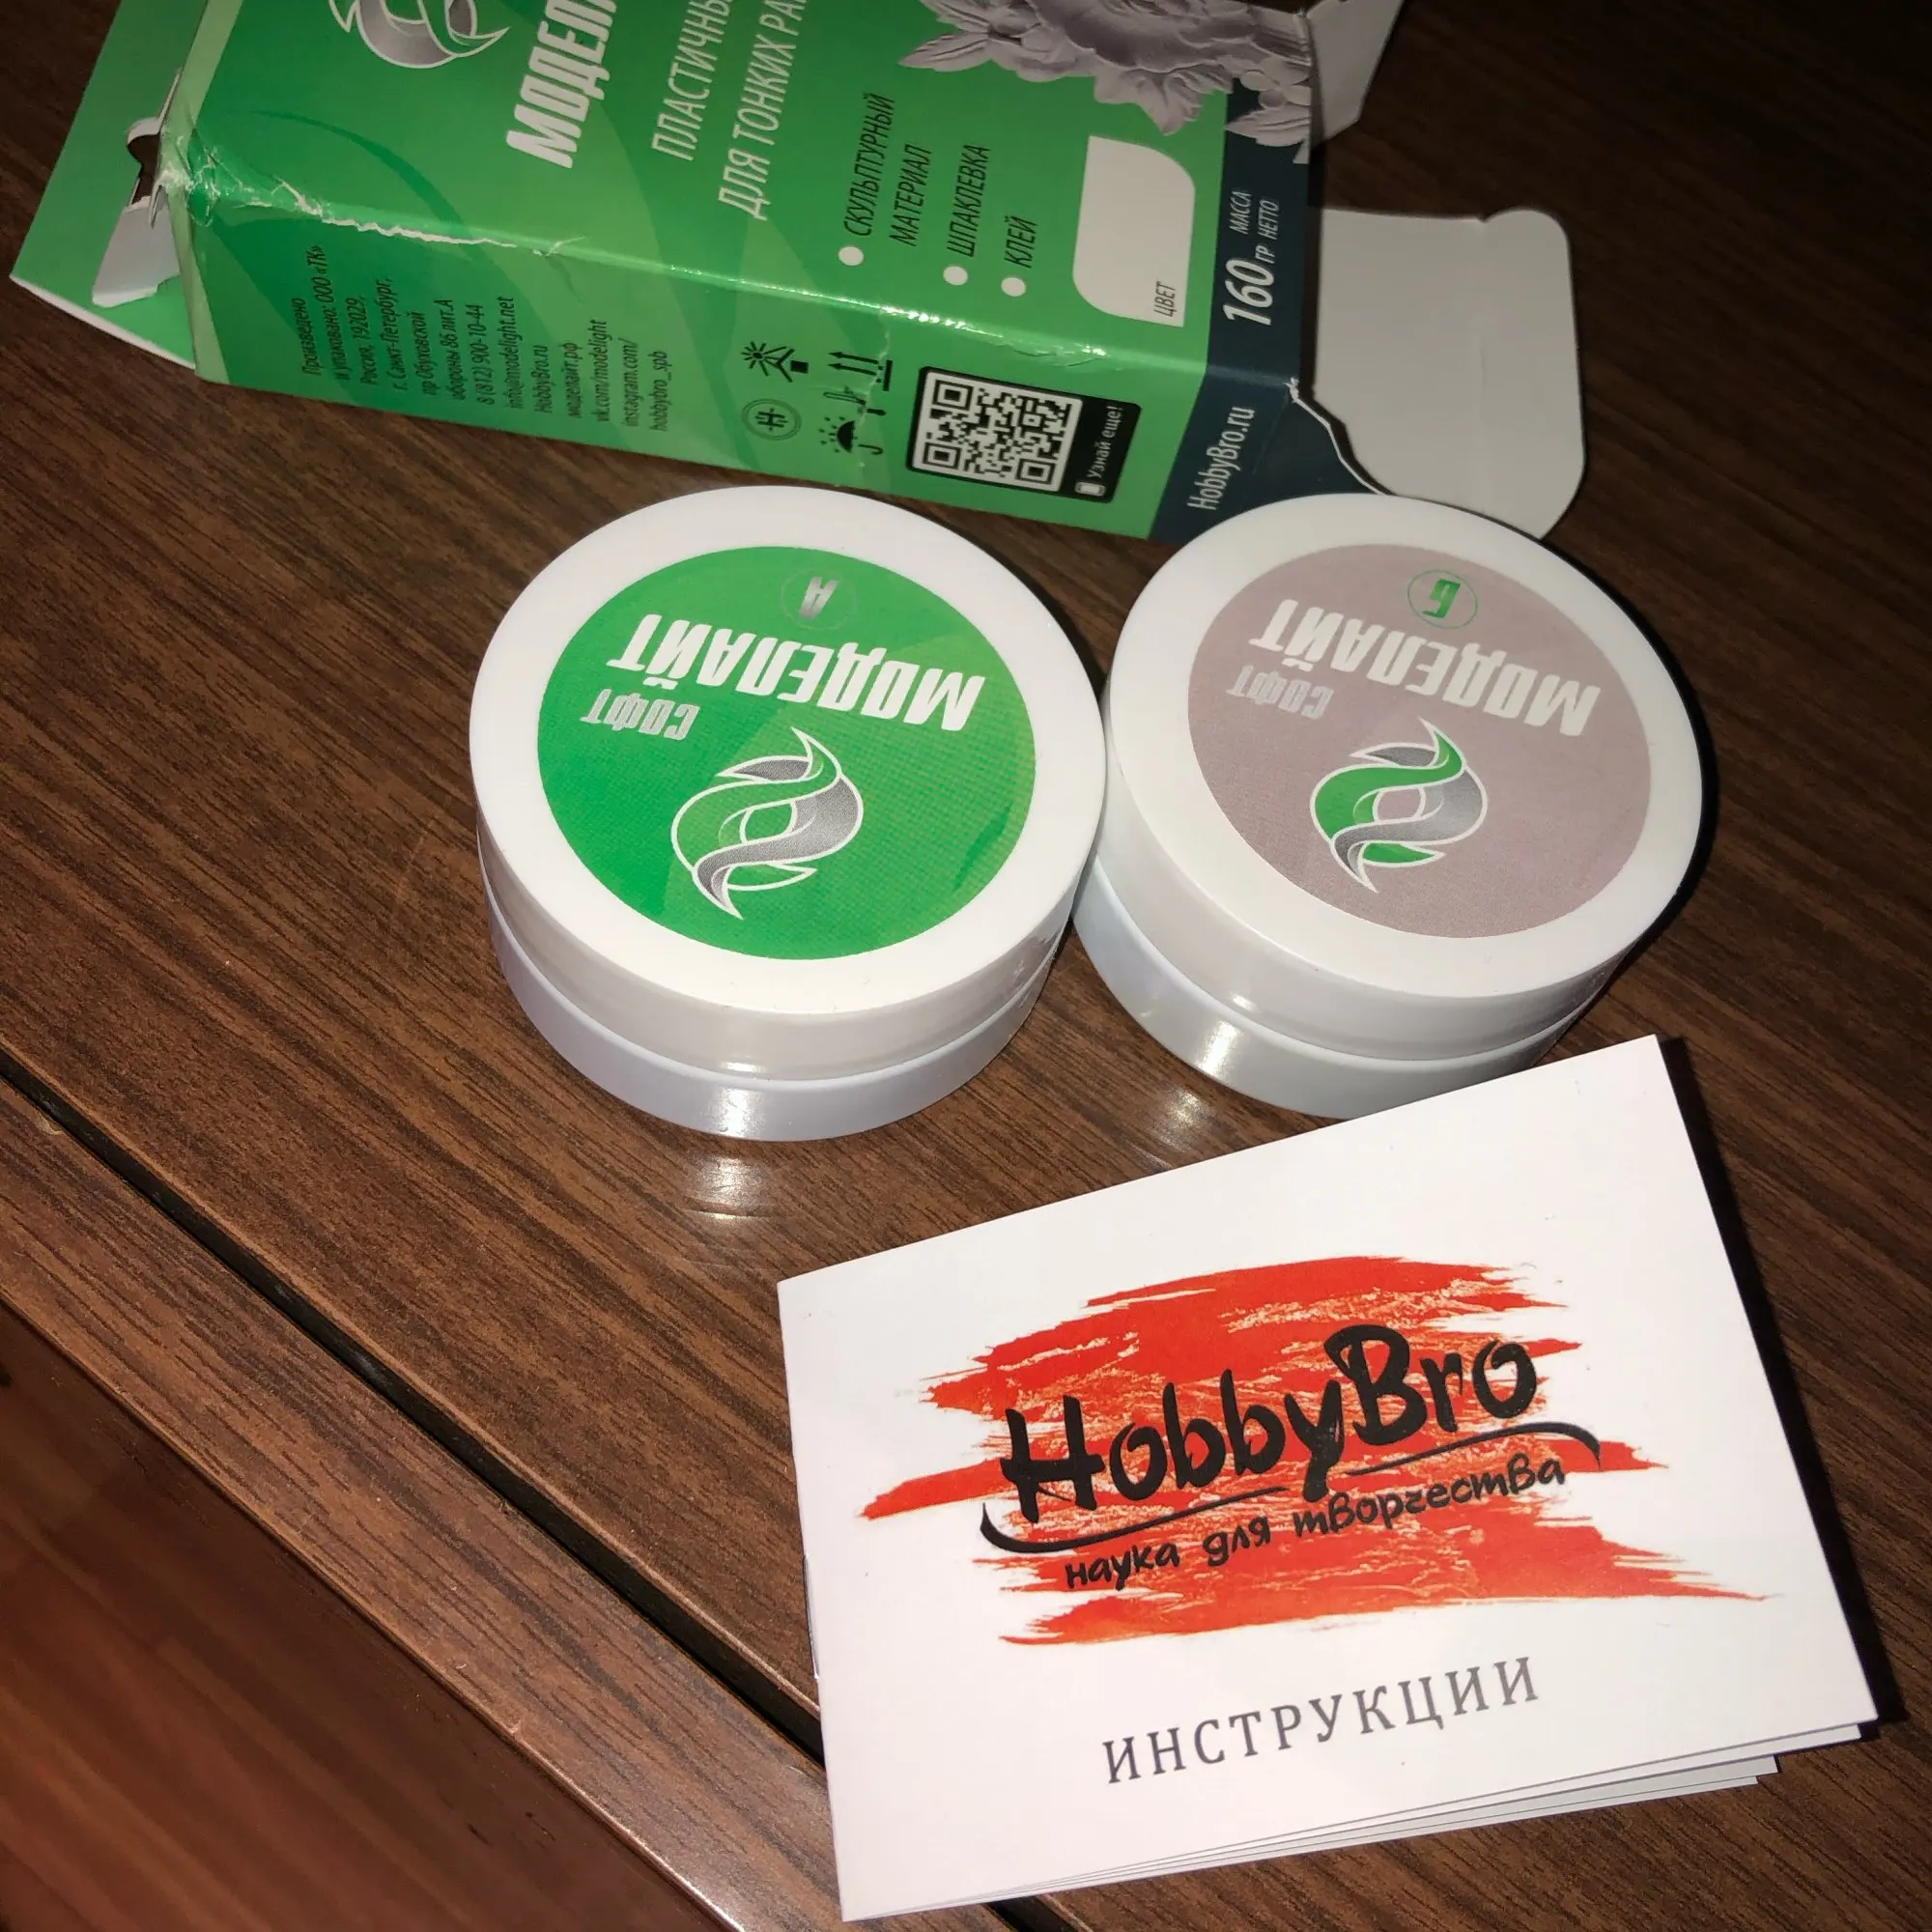 ПЛАСТИЧНЫ
ДЛЯ ТОНКИХ РА
СКУЛЬПТУРНЫЙ
МАТЕРИАЛ
ШПАКЛЕВКА
КЛЕЙ
ЦВЕТ
160 ГР МАССА НЕТТО
Произведено
и упаковано: ООО «ТК»
Россия, 192029,
г. Санкт-Петербург,
пр Обуховской
обороны 86 лит.А
8 (812) 900-10-44
info@modelight.net
HobbyBro.ru
моделайт.рф
vk.com/modelight
instagram.com/
hobbybro_spb
Узнай еще!
HobbyBro.ru
А
МОДЕЛАЙТ
СОФТ
Б
МОДЕЛАЙТ
СОФТ
HobbyBro
наука для творчества
ИНСТРУКЦИИ